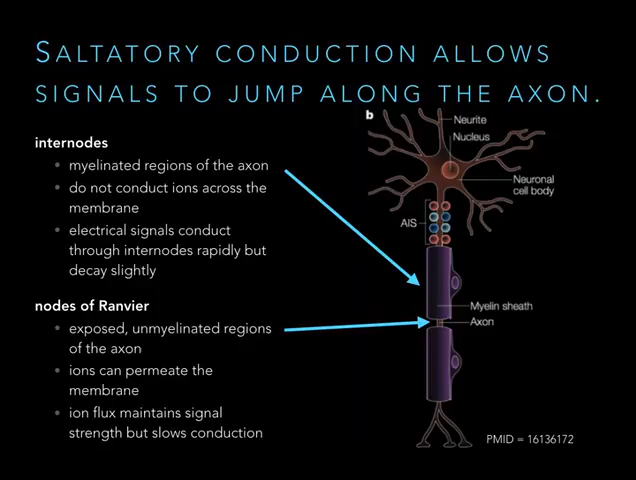 SALTATORY CONDUCTION ALLOWS
SIGNALS TO JUMP ALONG THE AXON.
internodes
• myelinated regions of the axon
• do not conduct ions across the
membrane
• electrical signals conduct
through internodes rapidly but
decay slightly
nodes of Ranvier
• exposed, unmyelinated regions
of the axon
• ions can permeate the
membrane
• ion flux maintains signal
strength but slows conduction
b
Neurite
Nucleus
Neuronal
cell body
AIS
Myelin sheath
Axon
PMID = 16136172